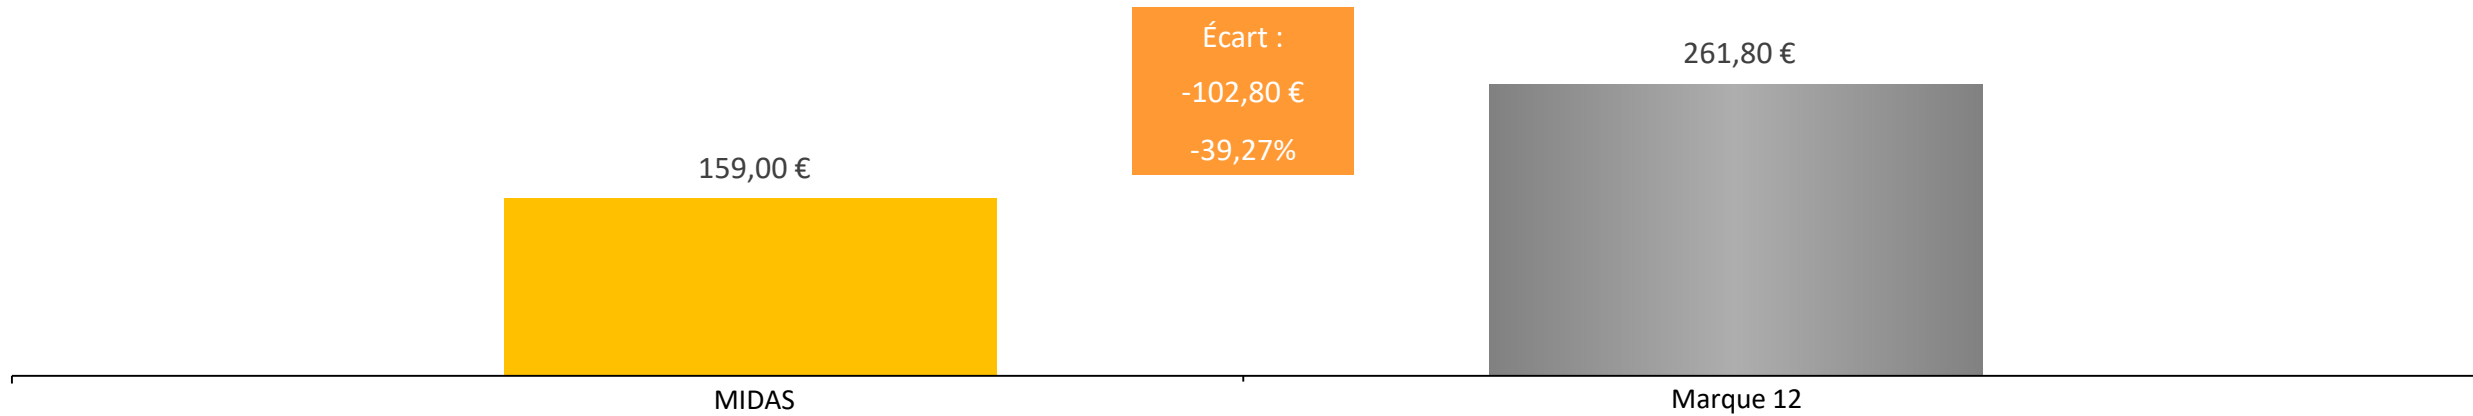 Écart :
-102,80 €
-39,27%
261,80 €
159,00 €
MIDAS
Marque 12